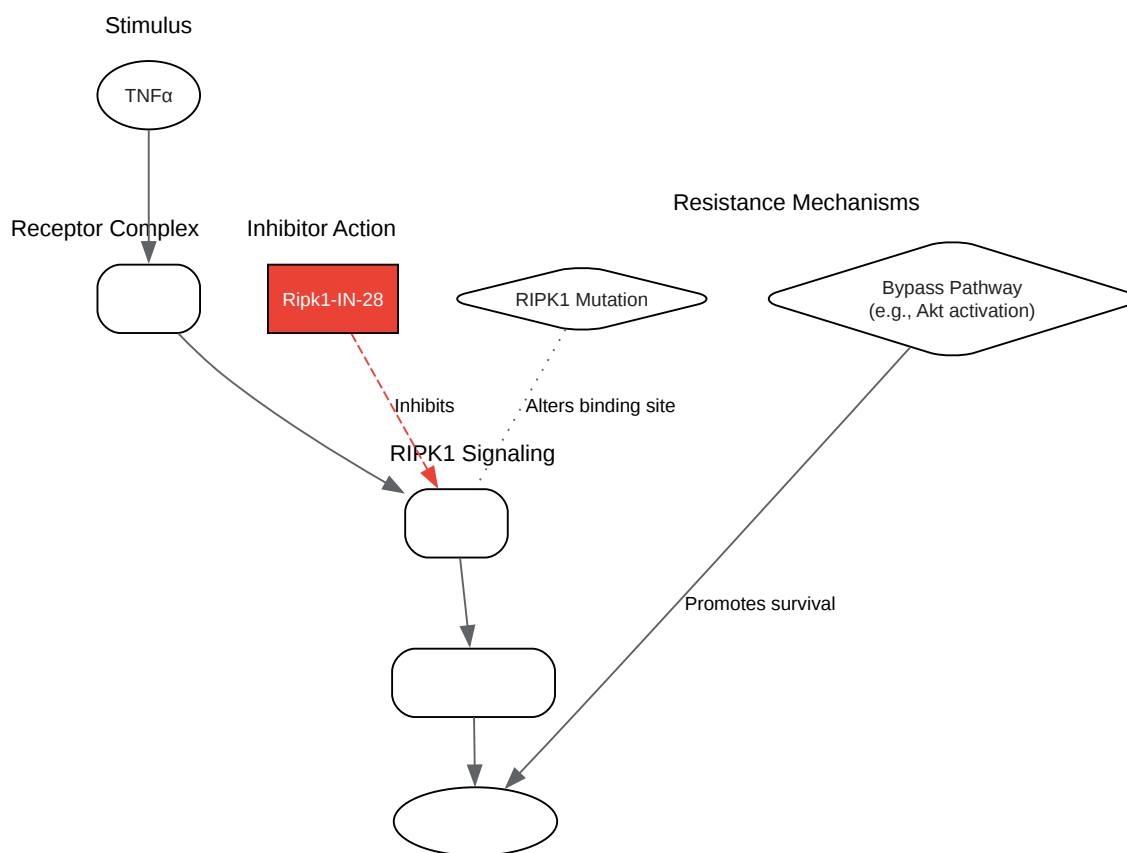 Stimulus
TNFα
Resistance Mechanisms
Receptor Complex
Inhibitor Action
Ripk1-IN-28
RIPK1 Mutation
Bypass Pathway
(e.g., Akt activation)
Inhibits
Alters binding site
RIPK1 Signaling
Promotes survival